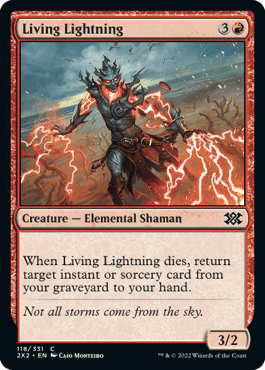 Living Lightning 3
Creature — Elemental Shaman
When Living Lightning dies, return
target instant or sorcery card from
your graveyard to your hand.
Not all storms come from the sky.
3/2
118/331 C
2X2 • EN Caio Monteiro
™ & © 2022 Wizards of the Coast